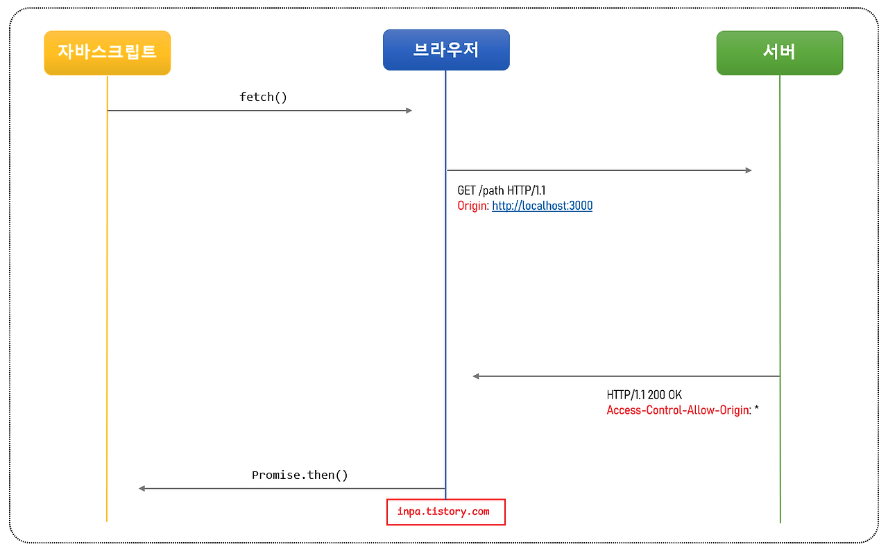 자바스크립트
브라우저
서버
fetch()
GET /path HTTP/1.1
Origin: http://localhost:3000
HTTP/1.1 200 OK
Access-Control-Allow-Origin: *
Promise.then()
inpa.tistory.com